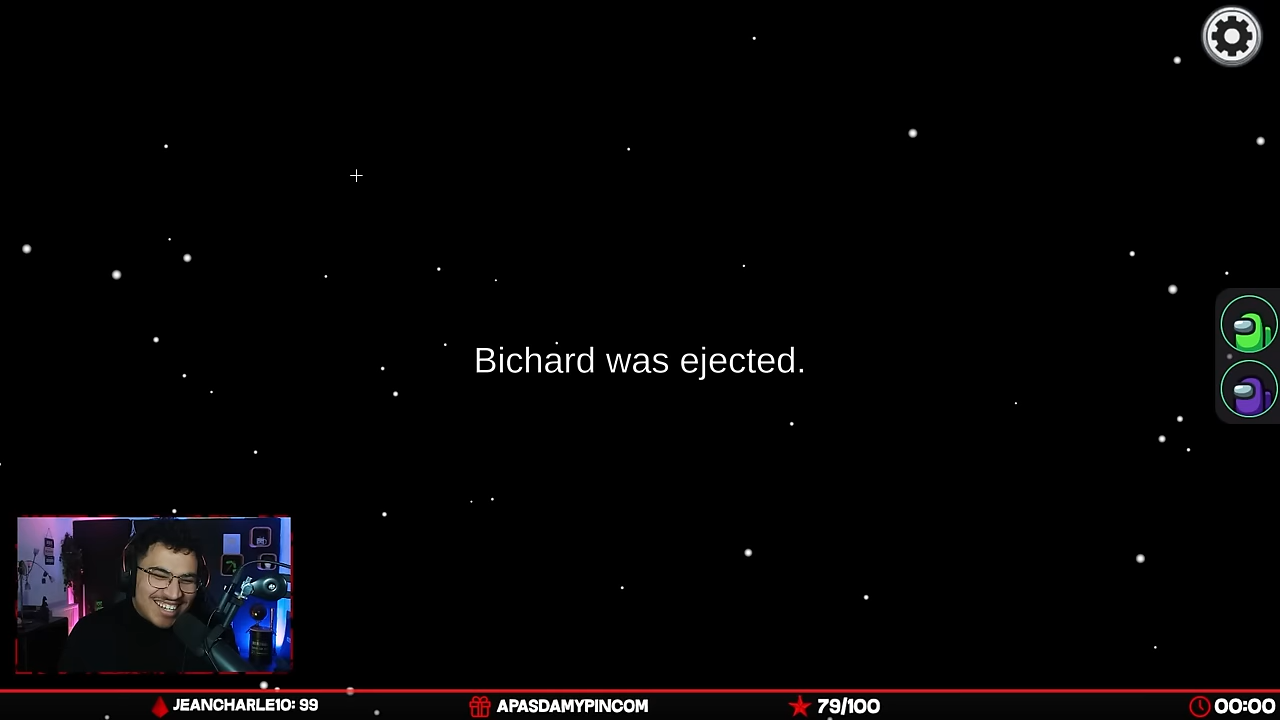 Bichard was ejected.
JEANCHARLE10: 99
APASDAMYPINCOM
79/100
00:00